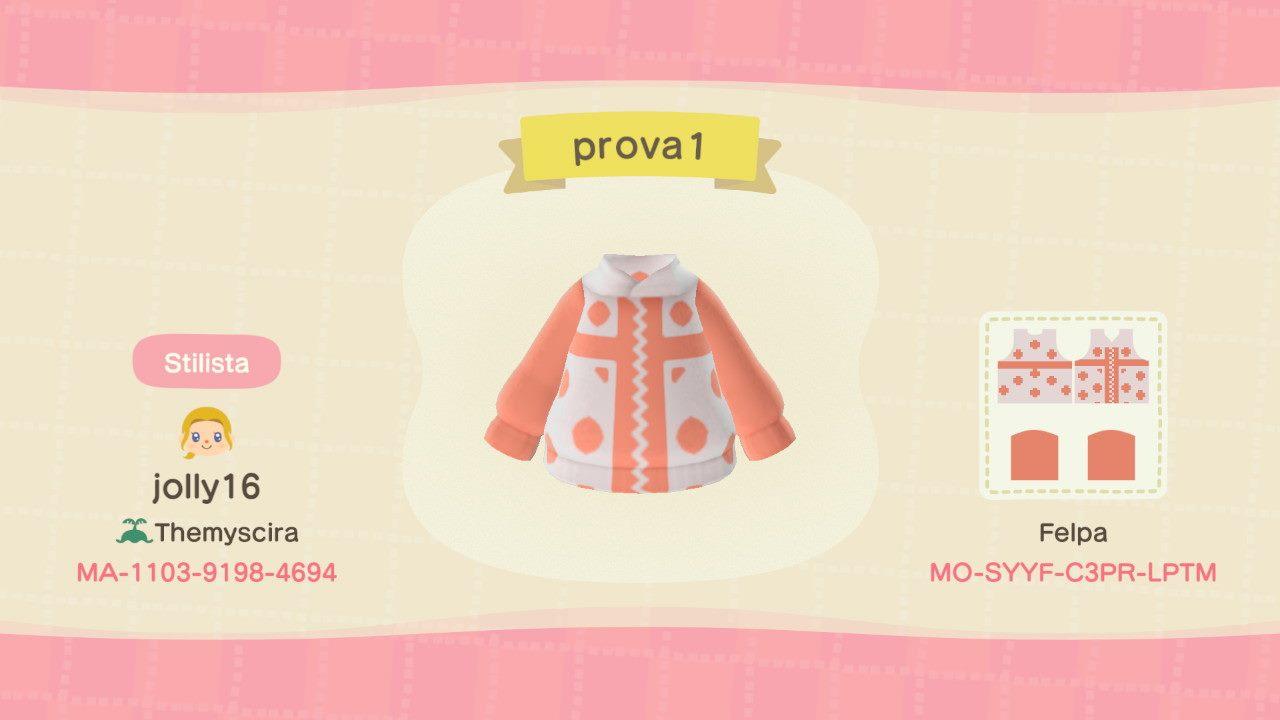 prova1
Stilista
jolly16
Themyscira
MA-1103-9198-4694
Felpa
MO-SYYF-C3PR-LPTM